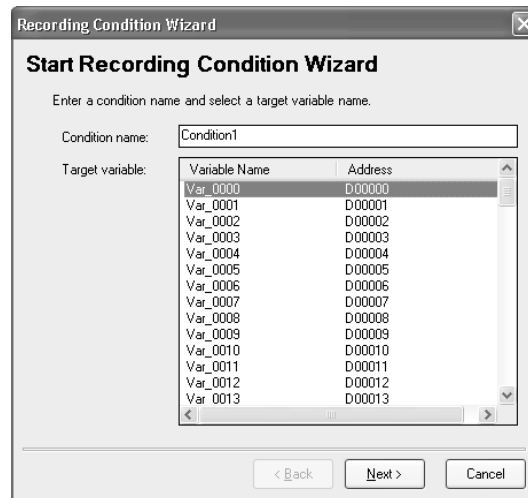 Recording Condition Wizard
Start Recording Condition Wizard
Enter a condition name and select a target variable name.
Condition name: Condition1
Target variable: Variable Name Address
Var_0000 D00000
Var_0001 D00001
Var_0002 D00002
Var_0003 D00003
Var_0004 D00004
Var_0005 D00005
Var_0006 D00006
Var_0007 D00007
Var_0008 D00008
Var_0009 D00009
Var_0010 D00010
Var_0011 D00011
Var_0012 D00012
Var_0013 D00013
< Back Next > Cancel